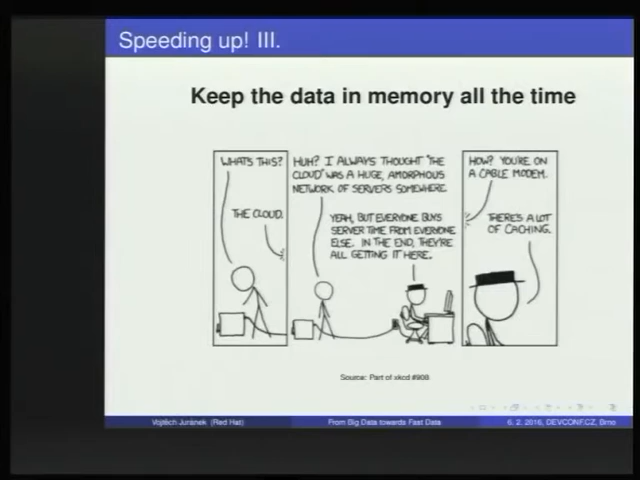 Speeding up! III.
Keep the data in memory all the time
WHAT'S THIS?
THE CLOUD.
HUH? I ALWAYS THOUGHT "THE
CLOUD" WAS A HUGE, AMORPHOUS
NETWORK OF SERVERS SOMEWHERE.
YEAH, BUT EVERYONE BUYS
SERVER TIME FROM EVERYONE
ELSE. IN THE END, THEY'RE
ALL GETTING IT HERE.
HOW? YOU'RE ON
A CABLE MODEM.
THERE'S A LOT
OF CACHING.
Source: Part of xkcd #908
Vojtěch Juránek (Red Hat)
From Big Data towards Fast Data
6. 2. 2016, DEVCONF.CZ, Brno